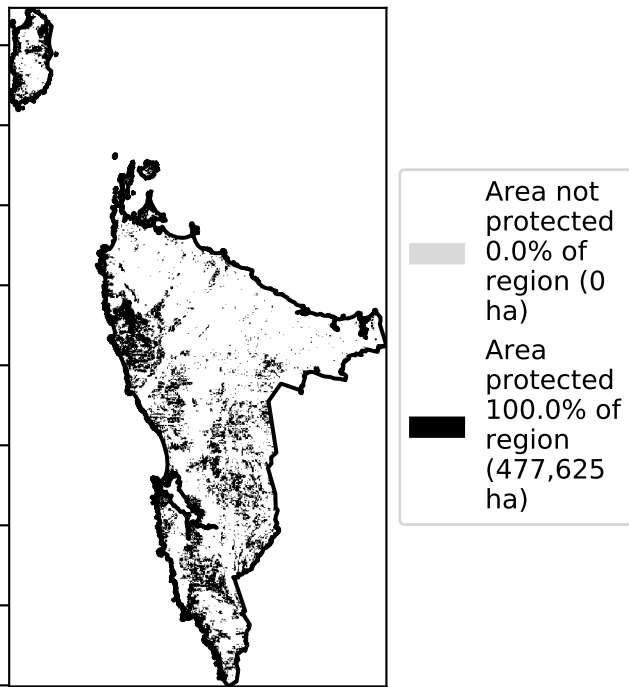 Area not
protected
0.0% of
region (0
ha)
Area
protected
100.0% of
region
(477,625
ha)